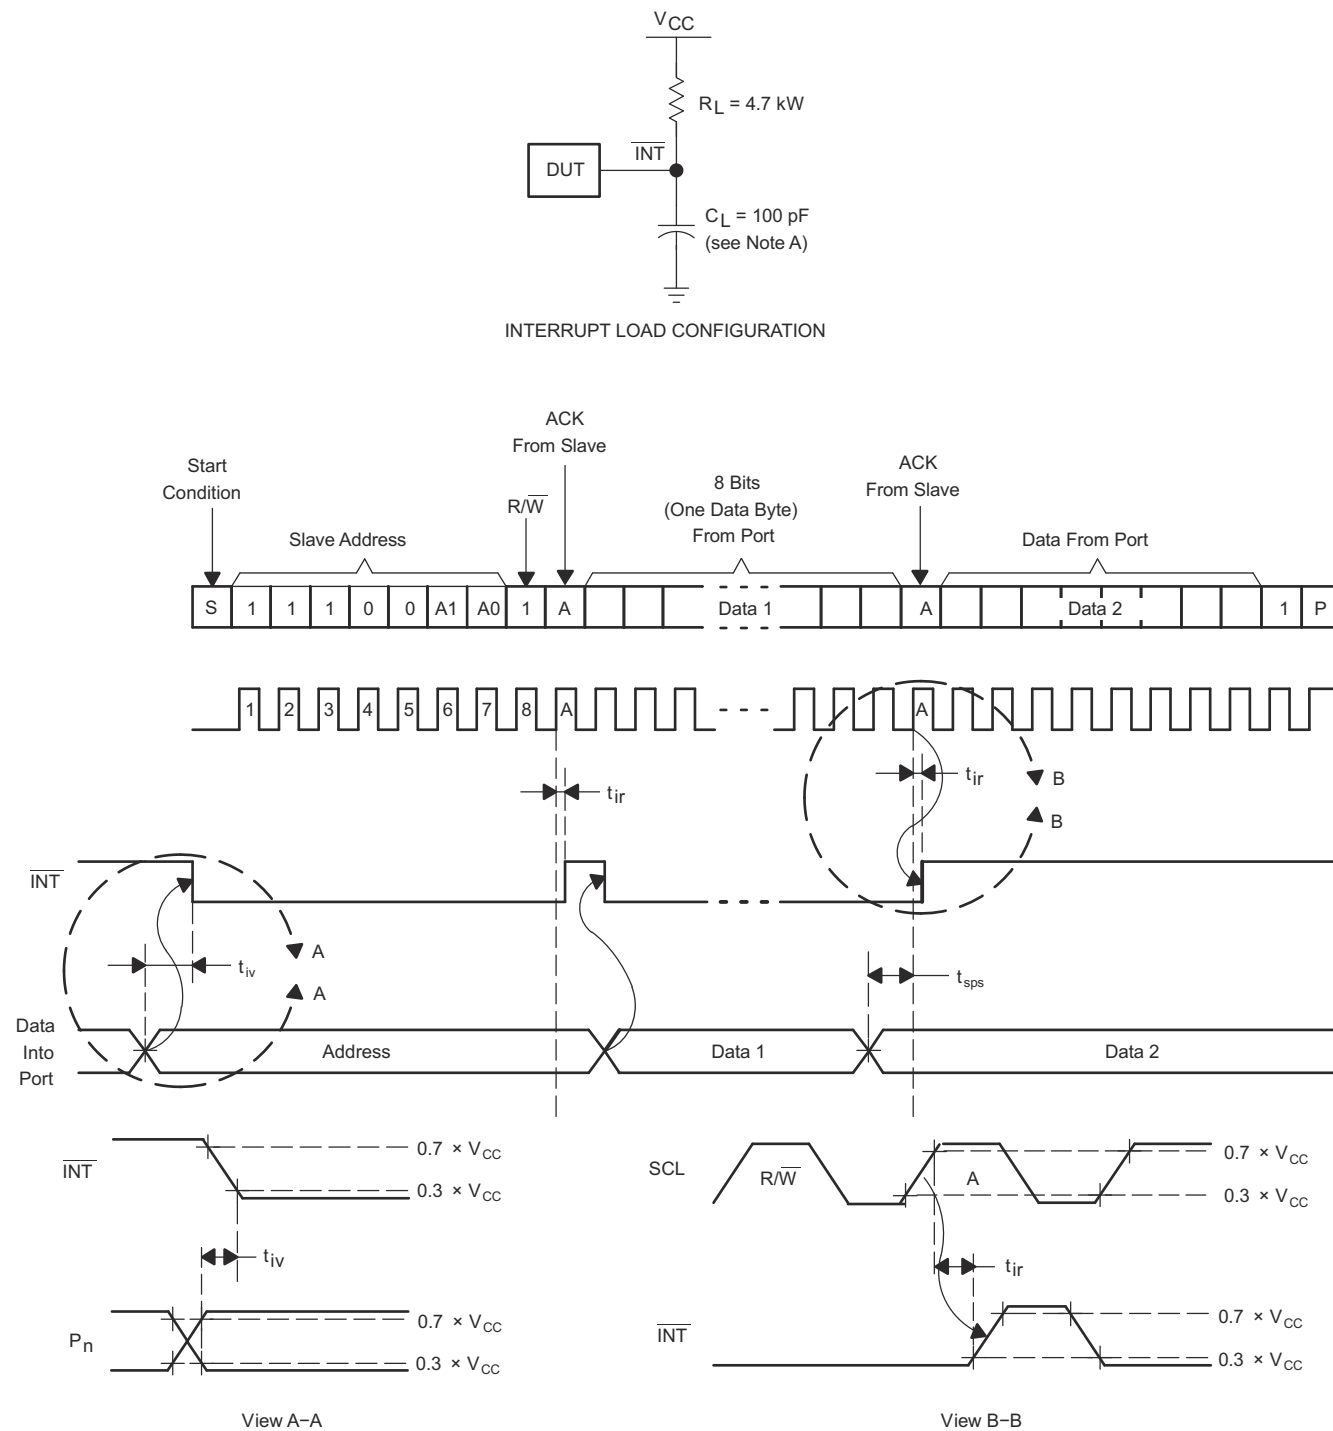 VCC
RL = 4.7 kW
INT
DUT
CL = 100 pF
(see Note A)
INTERRUPT LOAD CONFIGURATION
ACK
From Slave
Start
Condition
R/W
8 Bits
(One Data Byte)
From Port
ACK
From Slave
Slave Address
Data From Port
S 1 1 1 0 0 A1 A0 1 A Data 1 A Data 2 1 P
1 2 3 4 5 6 7 8 A A
tir
tir
B
B
INT
A
tiv
A
tsps
Data
Into
Port
Address
Data 1
Data 2
INT
0.7 × VCC
0.3 × VCC
tiv
Pn
0.7 × VCC
0.3 × VCC
View A−A
SCL
R/W
A
0.7 × VCC
0.3 × VCC
tir
INT
0.7 × VCC
0.3 × VCC
View B−B